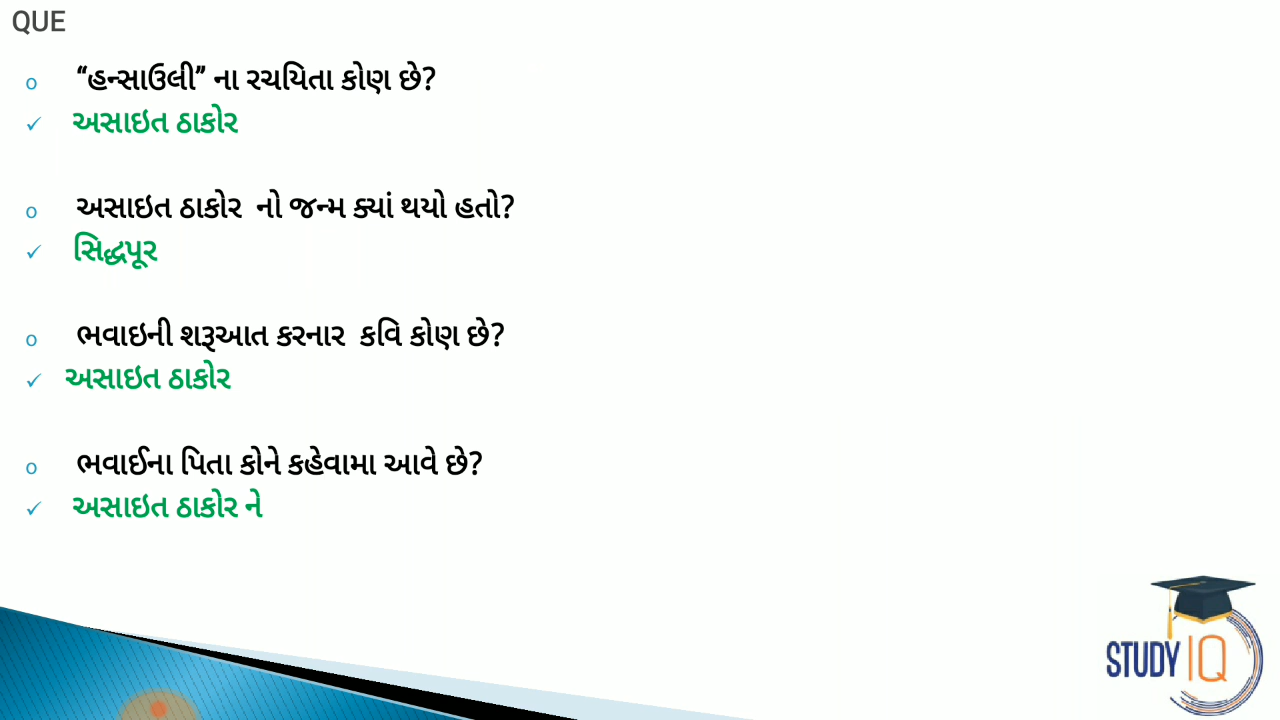 QUE
“હન્સાઉલી” ના રચયિતા કોણ છે?
અસાઇત ઠાકોર
અસાઇત ઠાકોર નો જન્મ ક્યાં થયો હતો?
સિદ્ધપૂર
ભવાઇની શરૂઆત કરનાર કવિ કોણ છે?
અસાઇત ઠાકોર
ભવાઈના પિતા કોને કહેવામા આવે છે?
અસાઇત ઠાકોર ને
STUDY IQ